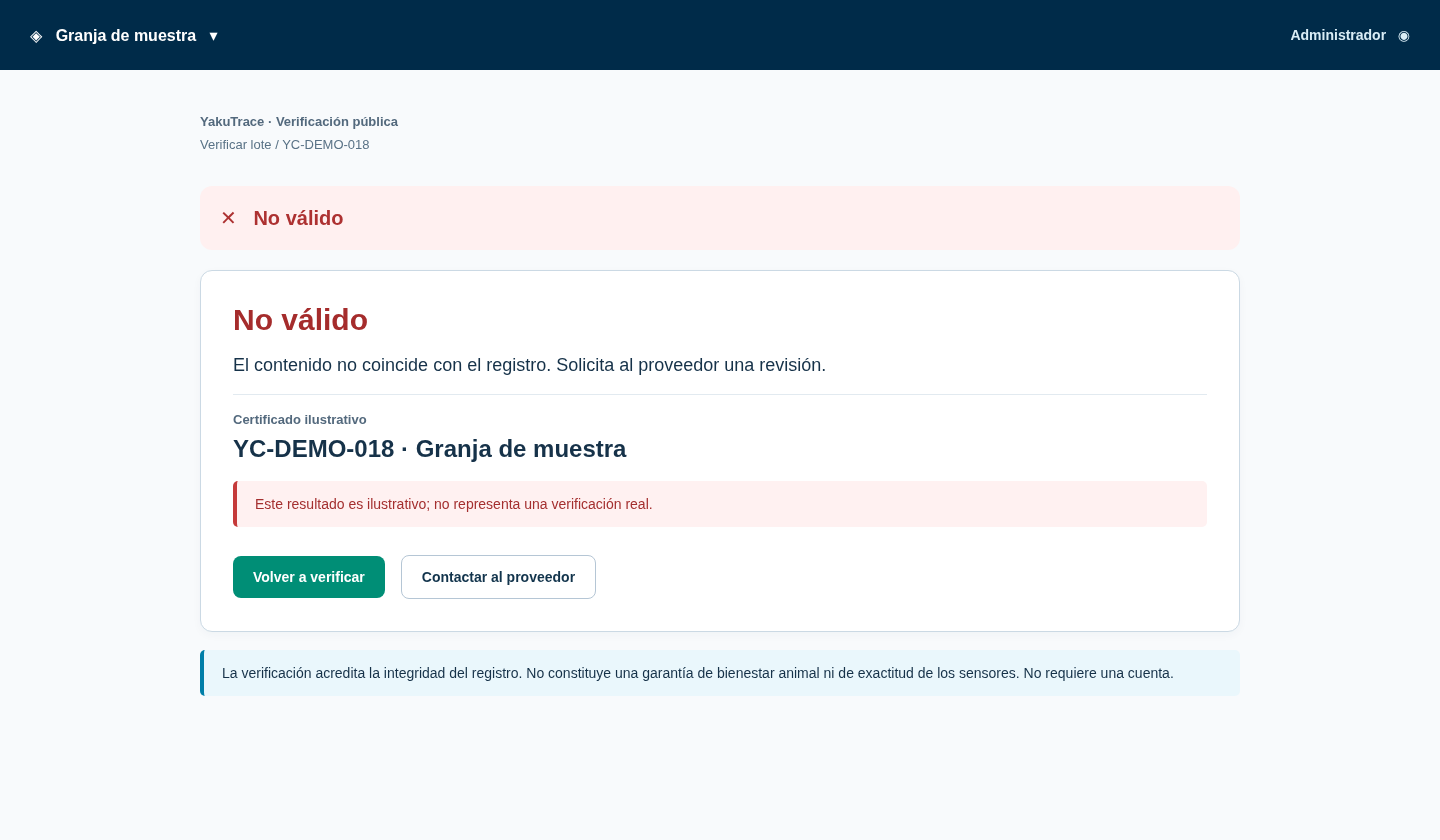 Granja de muestra ▼
Administrador
YakuTrace · Verificación pública
Verificar lote / YC-DEMO-018
✕ No válido
No válido
El contenido no coincide con el registro. Solicita al proveedor una revisión.
Certificado ilustrativo
YC-DEMO-018 · Granja de muestra
Este resultado es ilustrativo; no representa una verificación real.
Volver a verificar
Contactar al proveedor
La verificación acredita la integridad del registro. No constituye una garantía de bienestar animal ni de exactitud de los sensores. No requiere una cuenta.